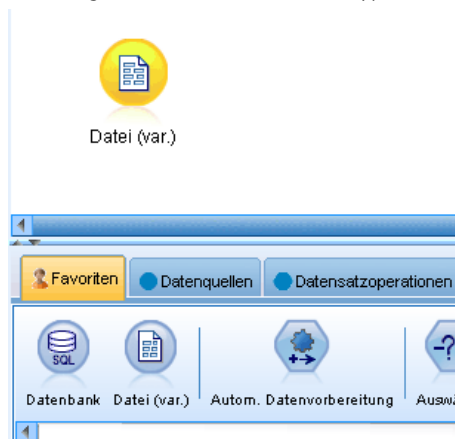 Datei (var.)
Favoriten Datenquellen Datensatzoperationen
SQL
Datenbank Datei (var.) Autom. Datenvorbereitung